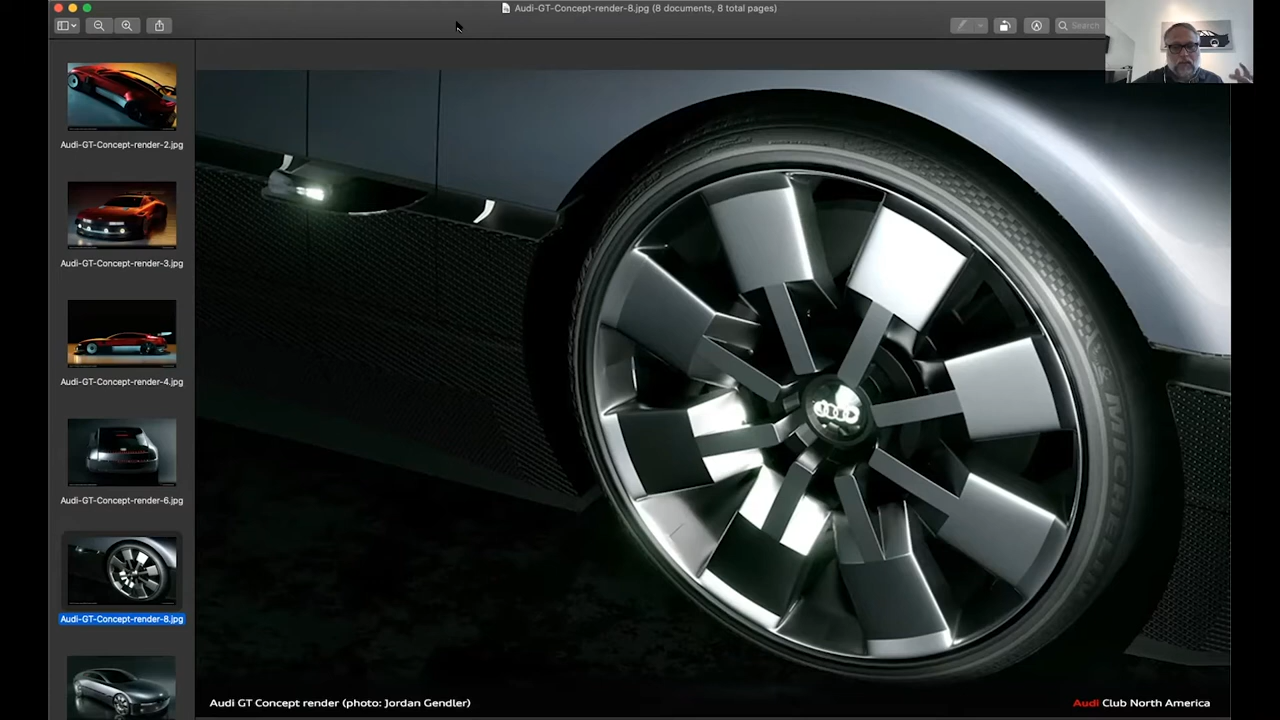 Audi-GT-Concept-render-8.jpg (8 documents, 8 total pages)
Search
Audi-GT-Concept-render-2.jpg
Audi-GT-Concept-render-3.jpg
Audi-GT-Concept-render-4.jpg
Audi-GT-Concept-render-6.jpg
Audi-GT-Concept-render-8.jpg
MICHELIN
Audi GT Concept render (photo: Jordan Gendler)
Audi Club North America